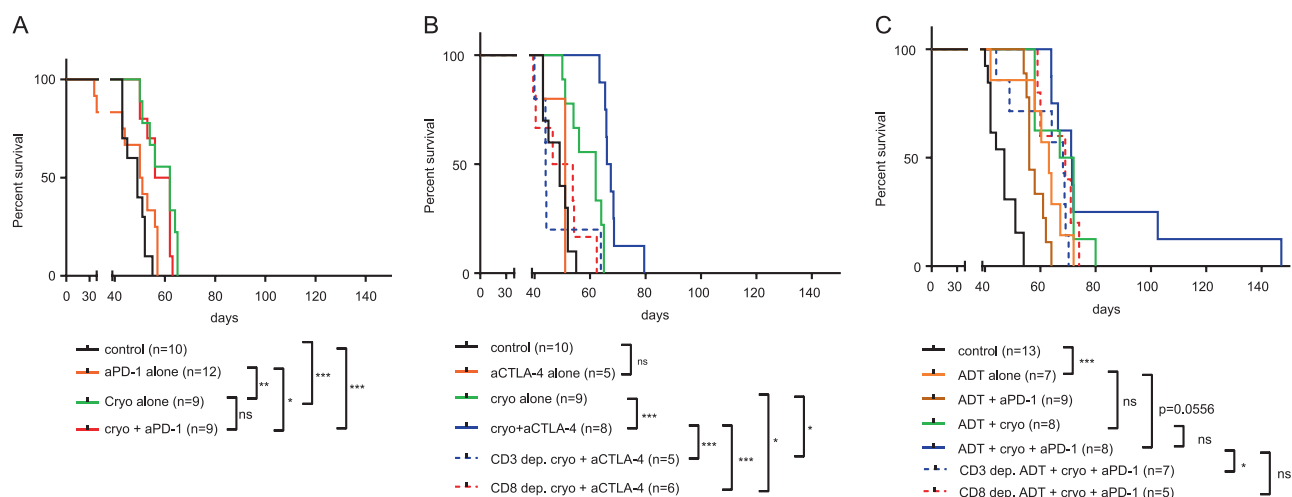 A
B
C
Percent survival
100
50
0
0 30 40 60 80 100 120 140
days
control (n=10)
aPD-1 alone (n=12)
Cryo alone (n=9)
cryo + aPD-1 (n=9)
**
ns
*
***
***
Percent survival
100
50
0
0 30 40 60 80 100 120 140
days
control (n=10)
aCTLA-4 alone (n=5)
cryo alone (n=9)
cryo+aCTLA-4 (n=8)
CD3 dep. cryo + aCTLA-4 (n=5)
CD8 dep. cryo + aCTLA-4 (n=6)
ns
***
***
***
*
*
Percent survival
100
50
0
0 30 40 60 80 100 120 140
days
control (n=13)
ADT alone (n=7)
ADT + aPD-1 (n=9)
ADT + cryo (n=8)
ADT + cryo + aPD-1 (n=8)
CD3 dep. ADT + cryo + aPD-1 (n=7)
CD8 dep. ADT + cryo + aPD-1 (n=5)
***
ns
p=0.0556
ns
*
ns